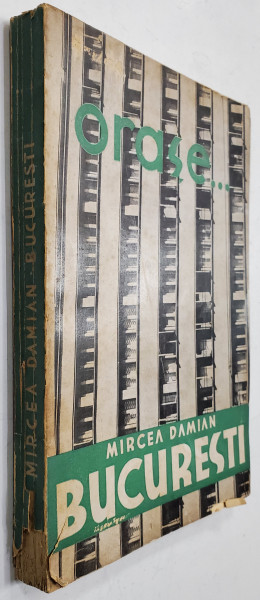 orașe...
MIRCEA DAMIAN
BUCUREȘTI
MIRCEA DAMIAN · BUCUREȘTI